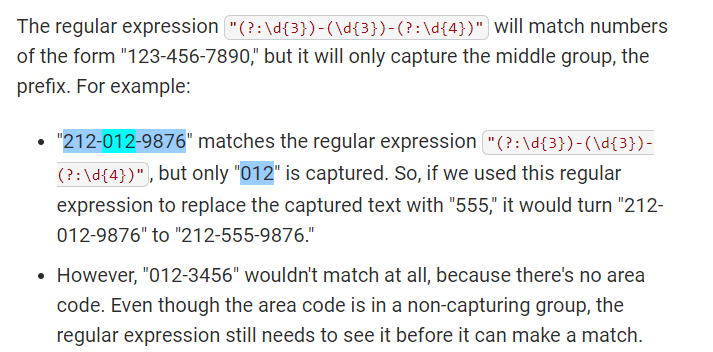 The regular expression "(?:\d{3})-(\d{3})-(?:\d{4})" will match numbers
of the form "123-456-7890," but it will only capture the middle group, the
prefix. For example:
• "212-012-9876" matches the regular expression "(?:\d{3})-(\d{3})-
(?:\d{4})", but only "012" is captured. So, if we used this regular
expression to replace the captured text with "555," it would turn "212-
012-9876" to "212-555-9876."
• However, "012-3456" wouldn't match at all, because there's no area
code. Even though the area code is in a non-capturing group, the
regular expression still needs to see it before it can make a match.